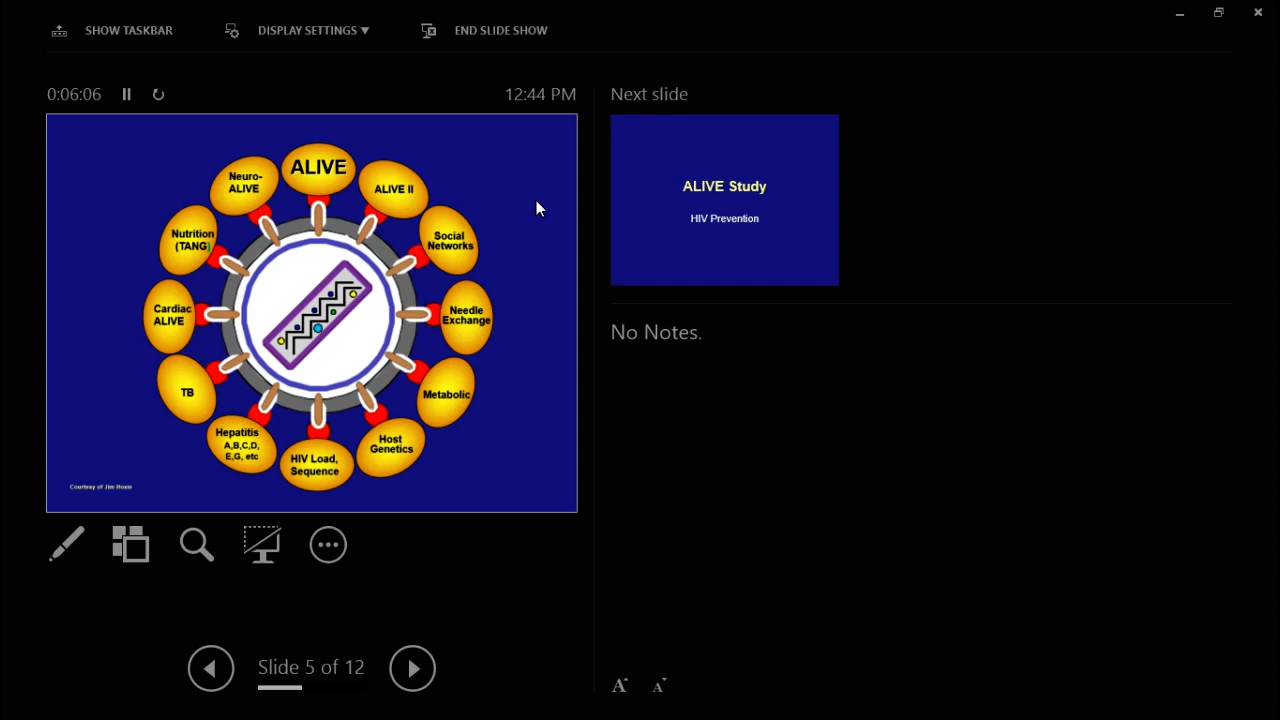 SHOW TASKBAR
DISPLAY SETTINGS ▼
END SLIDE SHOW
0:06:06
12:44 PM
Next slide
ALIVE
Neuro-
ALIVE
ALIVE II
Nutrition
(TANG)
Social
Networks
Cardiac
ALIVE
Needle
Exchange
TB
Metabolic
Hepatitis
A,B,C,D,
E,G, etc
HIV Load,
Sequence
Host
Genetics
Courtesy of Jim Hoxie
ALIVE Study
HIV Prevention
No Notes.
Slide 5 of 12
A
A